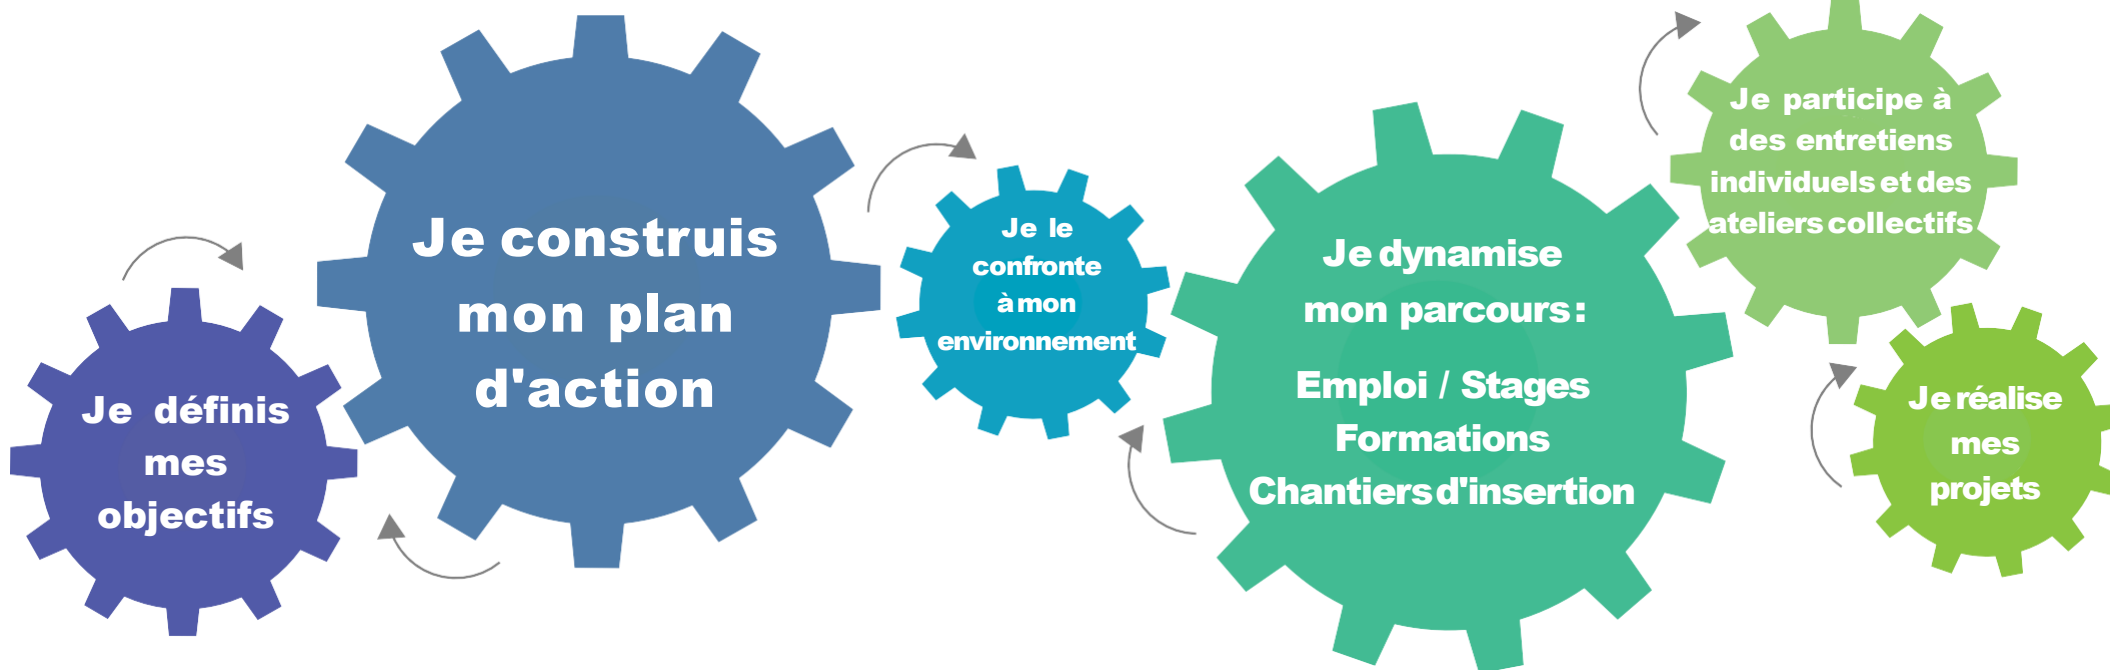 Je définis
mes
objectifs
Je construis
mon plan
d'action
Je le
confronte
à mon
environnement
Je dynamise
mon parcours :
Emploi / Stages
Formations
Chantiers d'insertion
Je participe à
des entretiens
individuels et des
ateliers collectifs
Je réalise
mes
projets